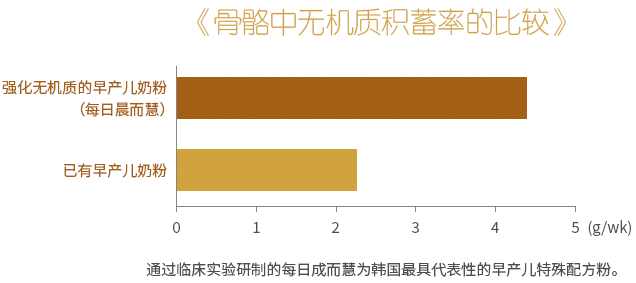 《骨骼中无机质积蓄率的比较》
强化无机质的早产儿奶粉
（每日晨而慧）
已有早产儿奶粉
0 1 2 3 4 5 (g/wk)
通过临床实验研制的每日成而慧为韩国最具代表性的早产儿特殊配方粉。